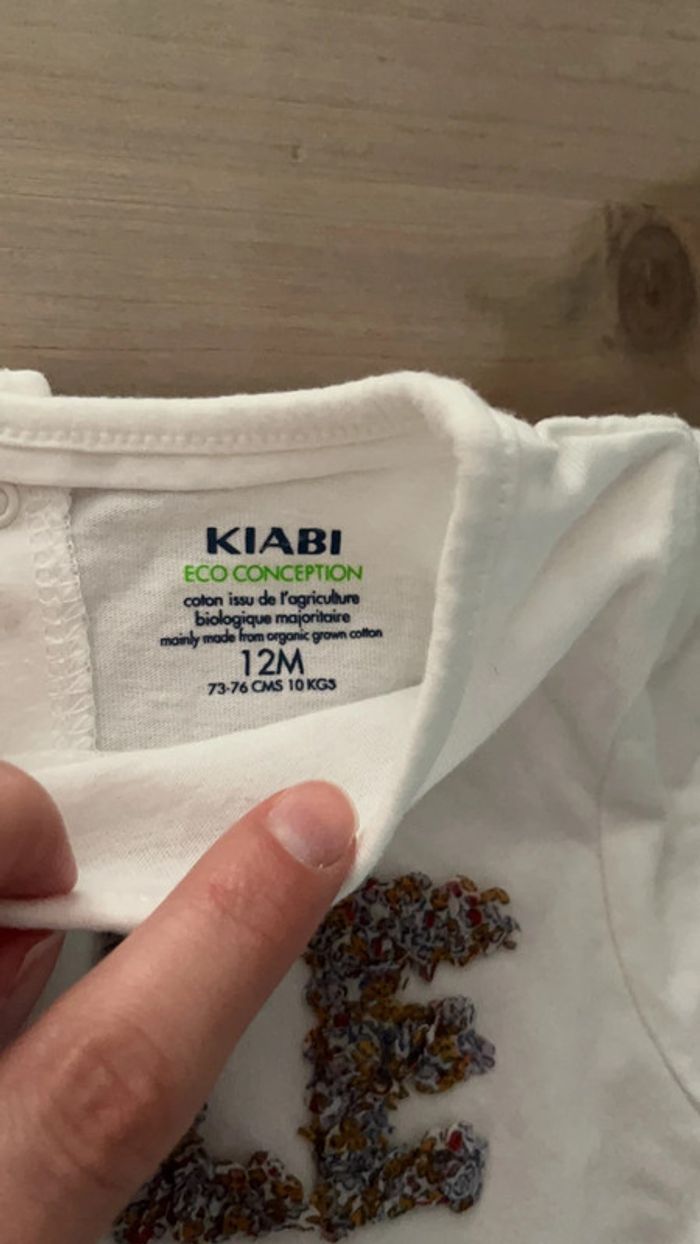 KIABI
ECO CONCEPTION
coton issu de l'agriculture
biologique majoritaire
mainly made from organic grown cotton
12M
73-76 CMS 10 KGS
E
LE